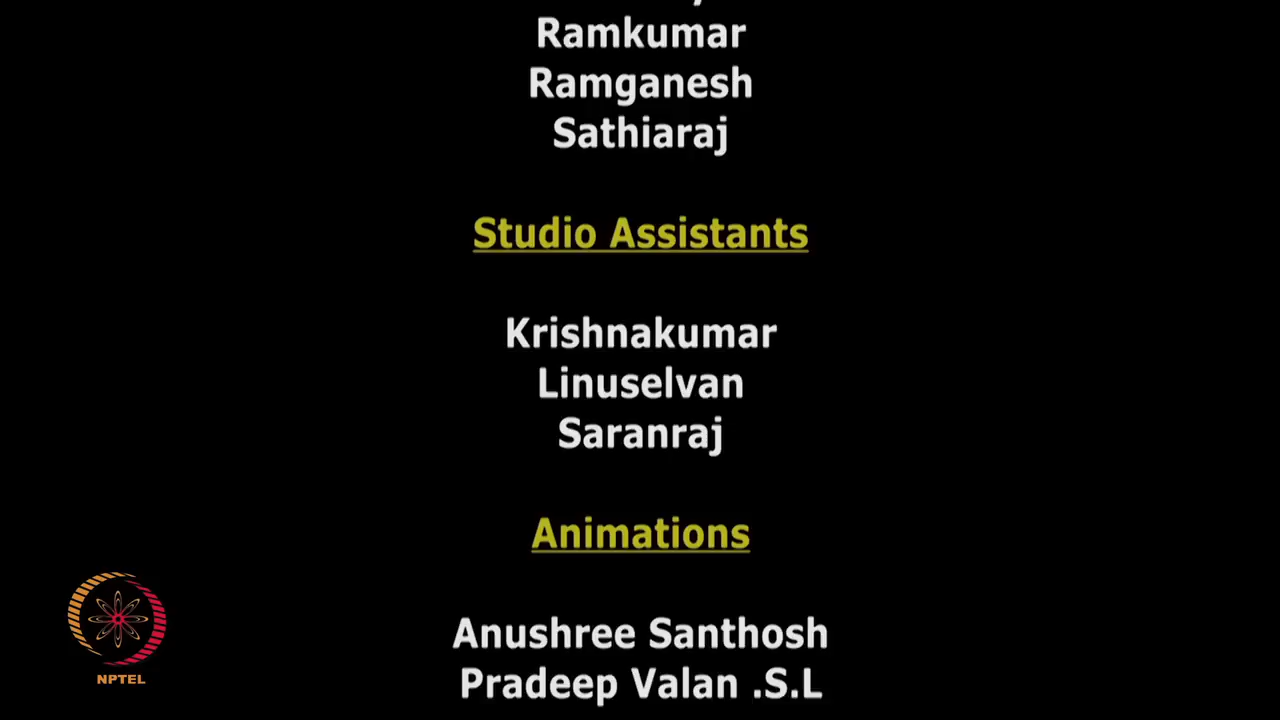 Ramkumar
Ramganesh
Sathiaraj
Studio Assistants
Krishnakumar
Linuselvan
Saranraj
Animations
Anushree Santhosh
Pradeep Valan .S.L
NPTEL